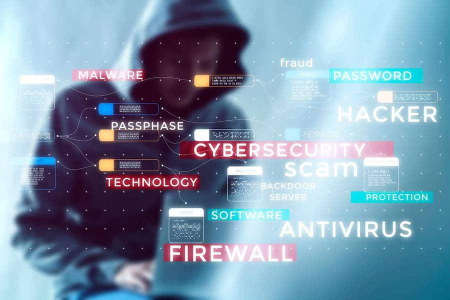 fraud
MALWARE
PASSWORD
HACKER
PASSPHASE
CYBERSECURITY
scam
TECHNOLOGY
BACKDOOR
SERVER
PROTECTION
SOFTWARE
ANTIVIRUS
FIREWALL